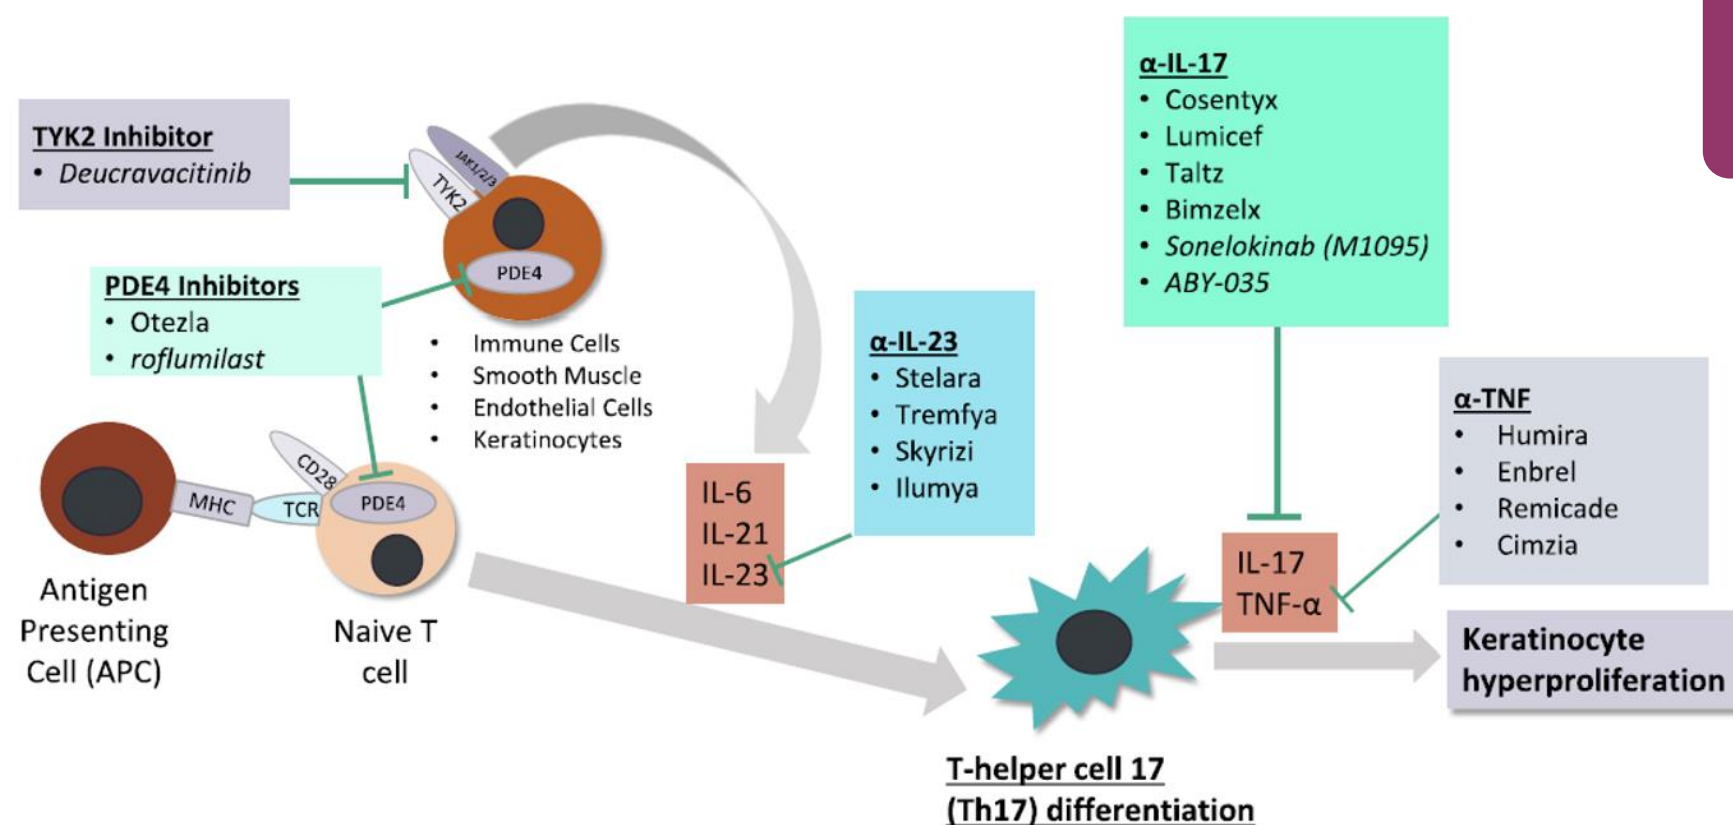 TYK2 Inhibitor
• Deucravacitinib
JAK1/2/3
TYK2
PDE4
PDE4 Inhibitors
• Otezla
• roflumilast
• Immune Cells
• Smooth Muscle
• Endothelial Cells
• Keratinocytes
MHC
TCR
CD28
PDE4
Antigen
Presenting
Cell (APC)
Naive T
cell
IL-6
IL-21
IL-23
α-IL-23
• Stelara
• Tremfya
• Skyrizi
• Ilumya
α-IL-17
• Cosentyx
• Lumicef
• Taltz
• Bimzelx
• Sonelokinab (M1095)
• ABY-035
IL-17
TNF-α
α-TNF
• Humira
• Enbrel
• Remicade
• Cimzia
Keratinocyte
hyperproliferation
T-helper cell 17
(Th17) differentiation